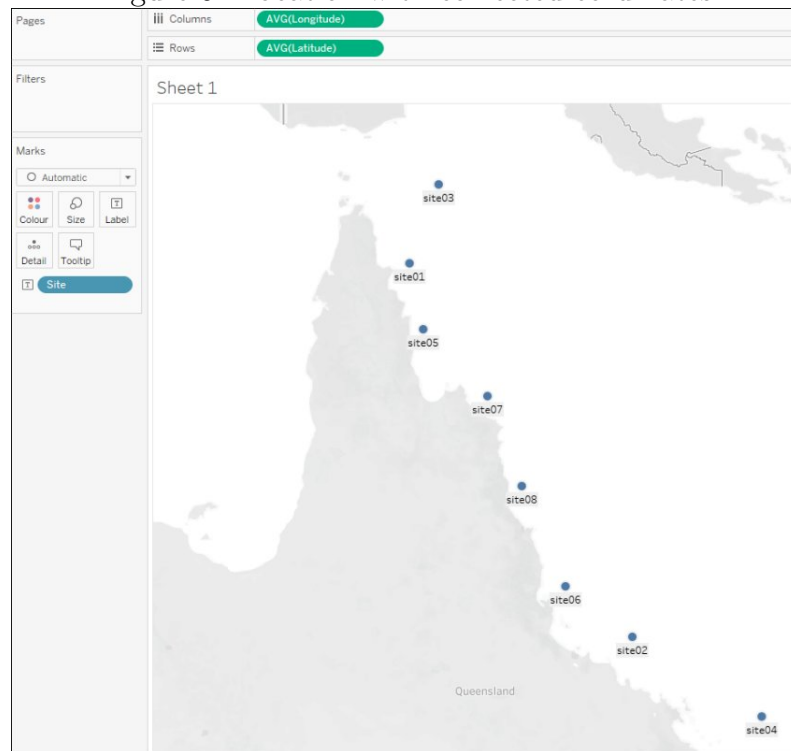 Pages
Columns AVG(Longitude)
Rows AVG(Latitude)
Filters
Sheet 1
Marks
Automatic
Colour Size Label
Detail Tooltip
Site
site03
site01
site05
site07
site08
site06
site02
Queensland
site04